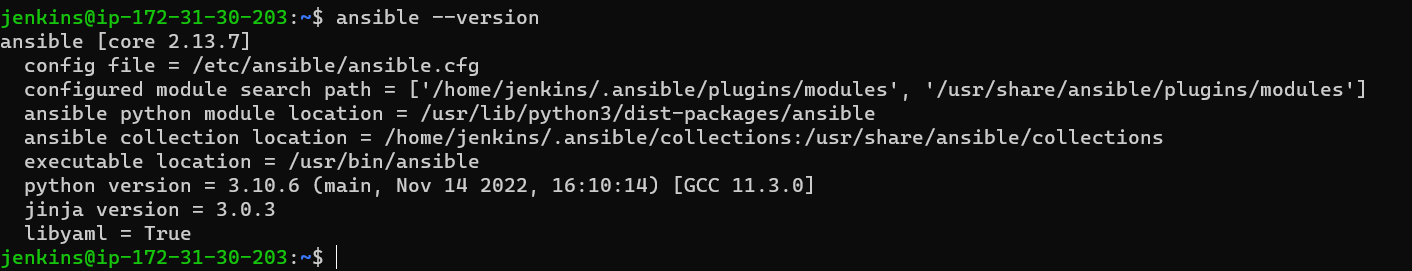 jenkins@ip-172-31-30-203:~$ ansible --version
ansible [core 2.13.7]
  config file = /etc/ansible/ansible.cfg
  configured module search path = ['/home/jenkins/.ansible/plugins/modules', '/usr/share/ansible/plugins/modules']
  ansible python module location = /usr/lib/python3/dist-packages/ansible
  ansible collection location = /home/jenkins/.ansible/collections:/usr/share/ansible/collections
  executable location = /usr/bin/ansible
  python version = 3.10.6 (main, Nov 14 2022, 16:10:14) [GCC 11.3.0]
  jinja version = 3.0.3
  libyaml = True
jenkins@ip-172-31-30-203:~$